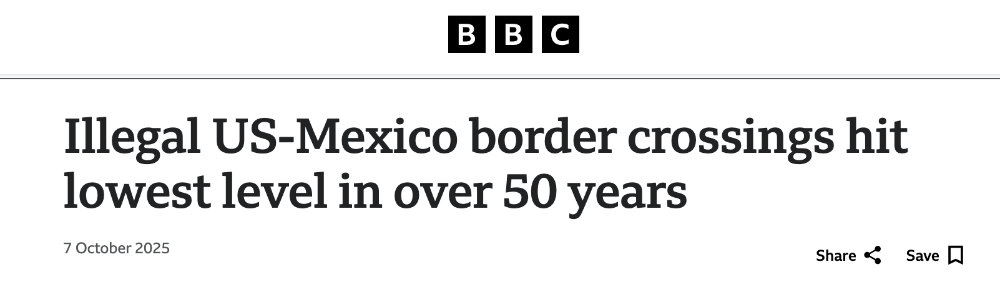 BBC
Illegal US-Mexico border crossings hit
lowest level in over 50 years
7 October 2025
Share
Save